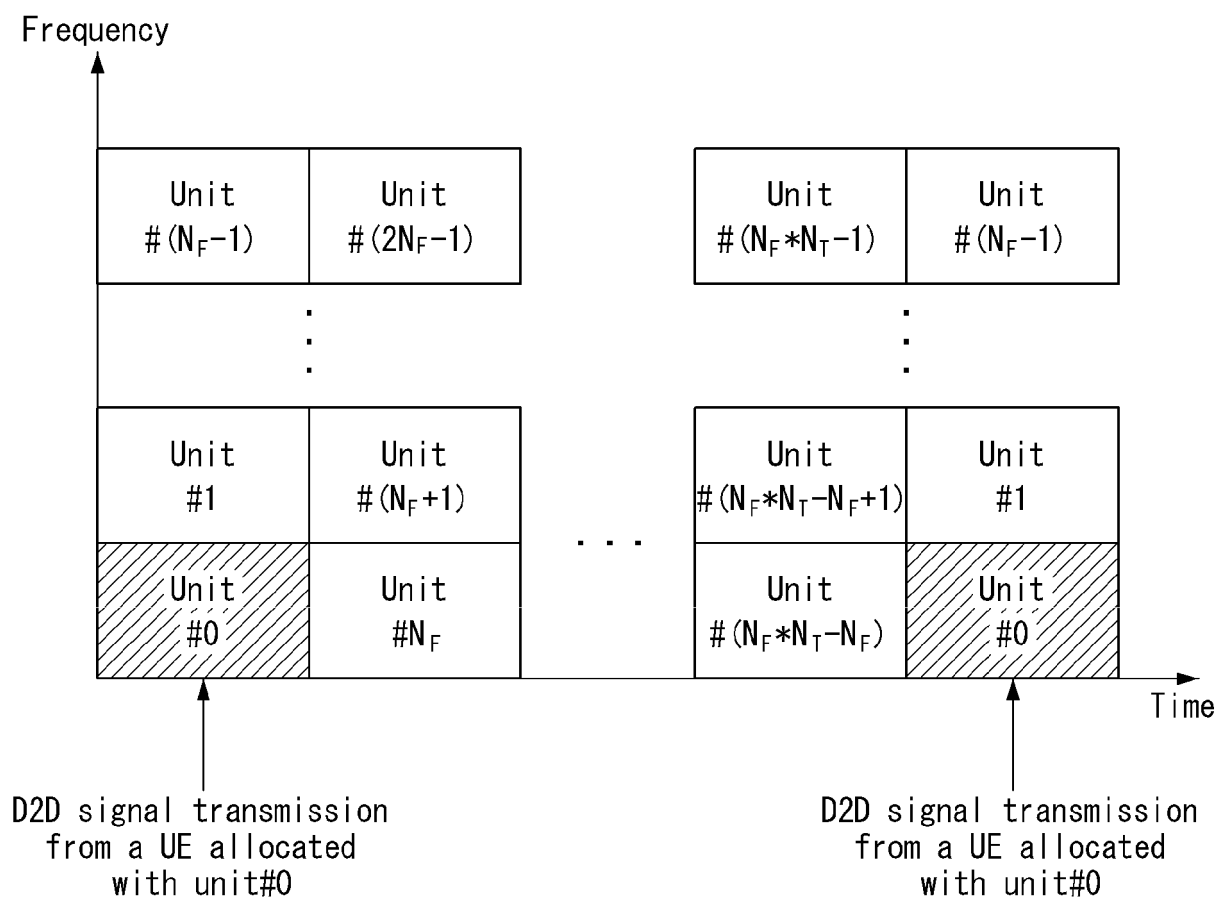 Frequency
Unit Unit Unit Unit
#(N_F-1) #(2N_F-1) #(N_F*N_T-1) #(N_F-1)
Unit Unit Unit Unit
#1 #(N_F+1) #(N_F*N_T-N_F+1) #1
. . .
Unit Unit Unit Unit
#0 #N_F #(N_F*N_T-N_F) #0
Time
D2D signal transmission
from a UE allocated
with unit#0
D2D signal transmission
from a UE allocated
with unit#0